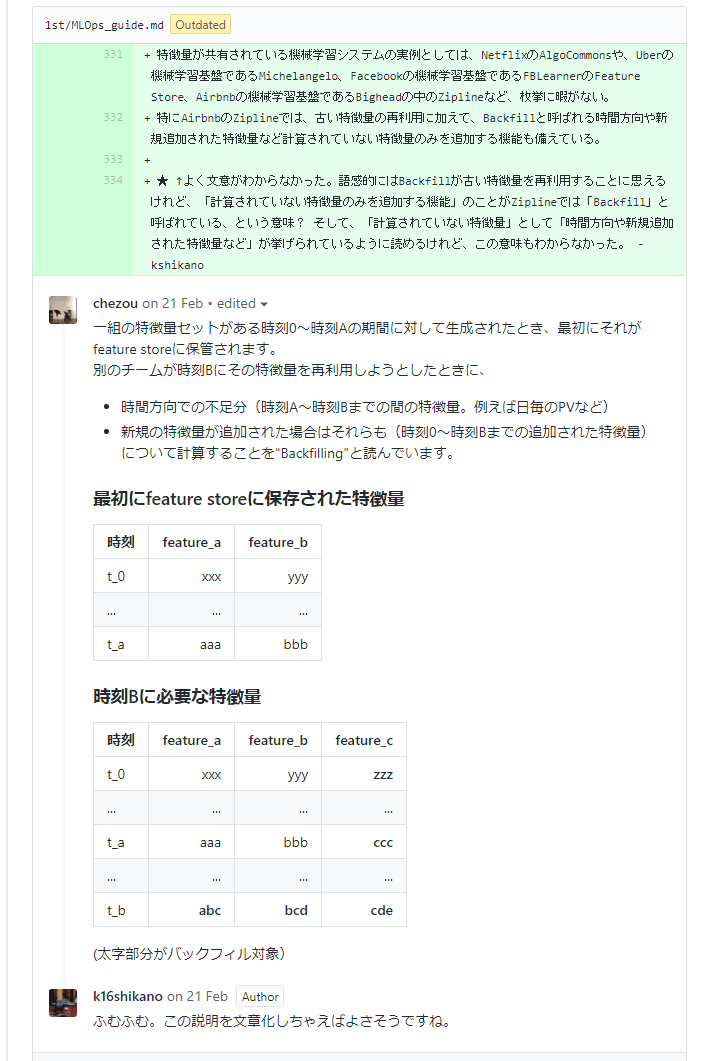 1st/MLOps_guide.md Outdated
331 + 特徴量が共有されている機械学習システムの実例としては、NetflixのAlgoCommonsや、Uberの
機械学習基盤であるMichelangelo、Facebookの機械学習基盤であるFBLearnerのFeature
Store、Airbnbの機械学習基盤であるBigheadの中のZiplineなど、枚挙に暇がない。
332 + 特にAirbnbのZiplineでは、古い特徴量の再利用に加えて、Backfillと呼ばれる時間方向や新
規追加された特徴量など計算されていない特徴量のみを追加する機能も備えている。
333 +
334 + ★ ↑よく文意がわからなかった。語感的にはBackfillが古い特徴量を再利用することに思える
けれど、「計算されていない特徴量のみを追加する機能」のことがZiplineでは「Backfill」と
呼ばれている、という意味？ そして、「計算されていない特徴量」として「時間方向や新規追加
された特徴量など」が挙げられているように読めるけれど、この意味もわからなかった。 -
kshikano
chezou on 21 Feb • edited
一組の特徴量セットがある時刻0～時刻Aの期間に対して生成されたとき、最初にそれが
feature storeに保管されます。
別のチームが時刻Bにその特徴量を再利用しようとしたときに、
• 時間方向での不足分（時刻A～時刻Bまでの間の特徴量。例えば日毎のPVなど）
• 新規の特徴量が追加された場合はそれらも（時刻0～時刻Bまでの追加された特徴量）
について計算することを"Backfilling"と読んでいます。
最初にfeature storeに保存された特徴量
時刻 feature_a feature_b
t_0 xxx yyy
... ... ...
t_a aaa bbb
時刻Bに必要な特徴量
時刻 feature_a feature_b feature_c
t_0 xxx yyy zzz
... ... ... ...
t_a aaa bbb ccc
... ... ... ...
t_b abc bcd cde
(太字部分がバックフィル対象）
k16shikano on 21 Feb Author
ふむふむ。この説明を文章化しちゃえばよさそうですね。